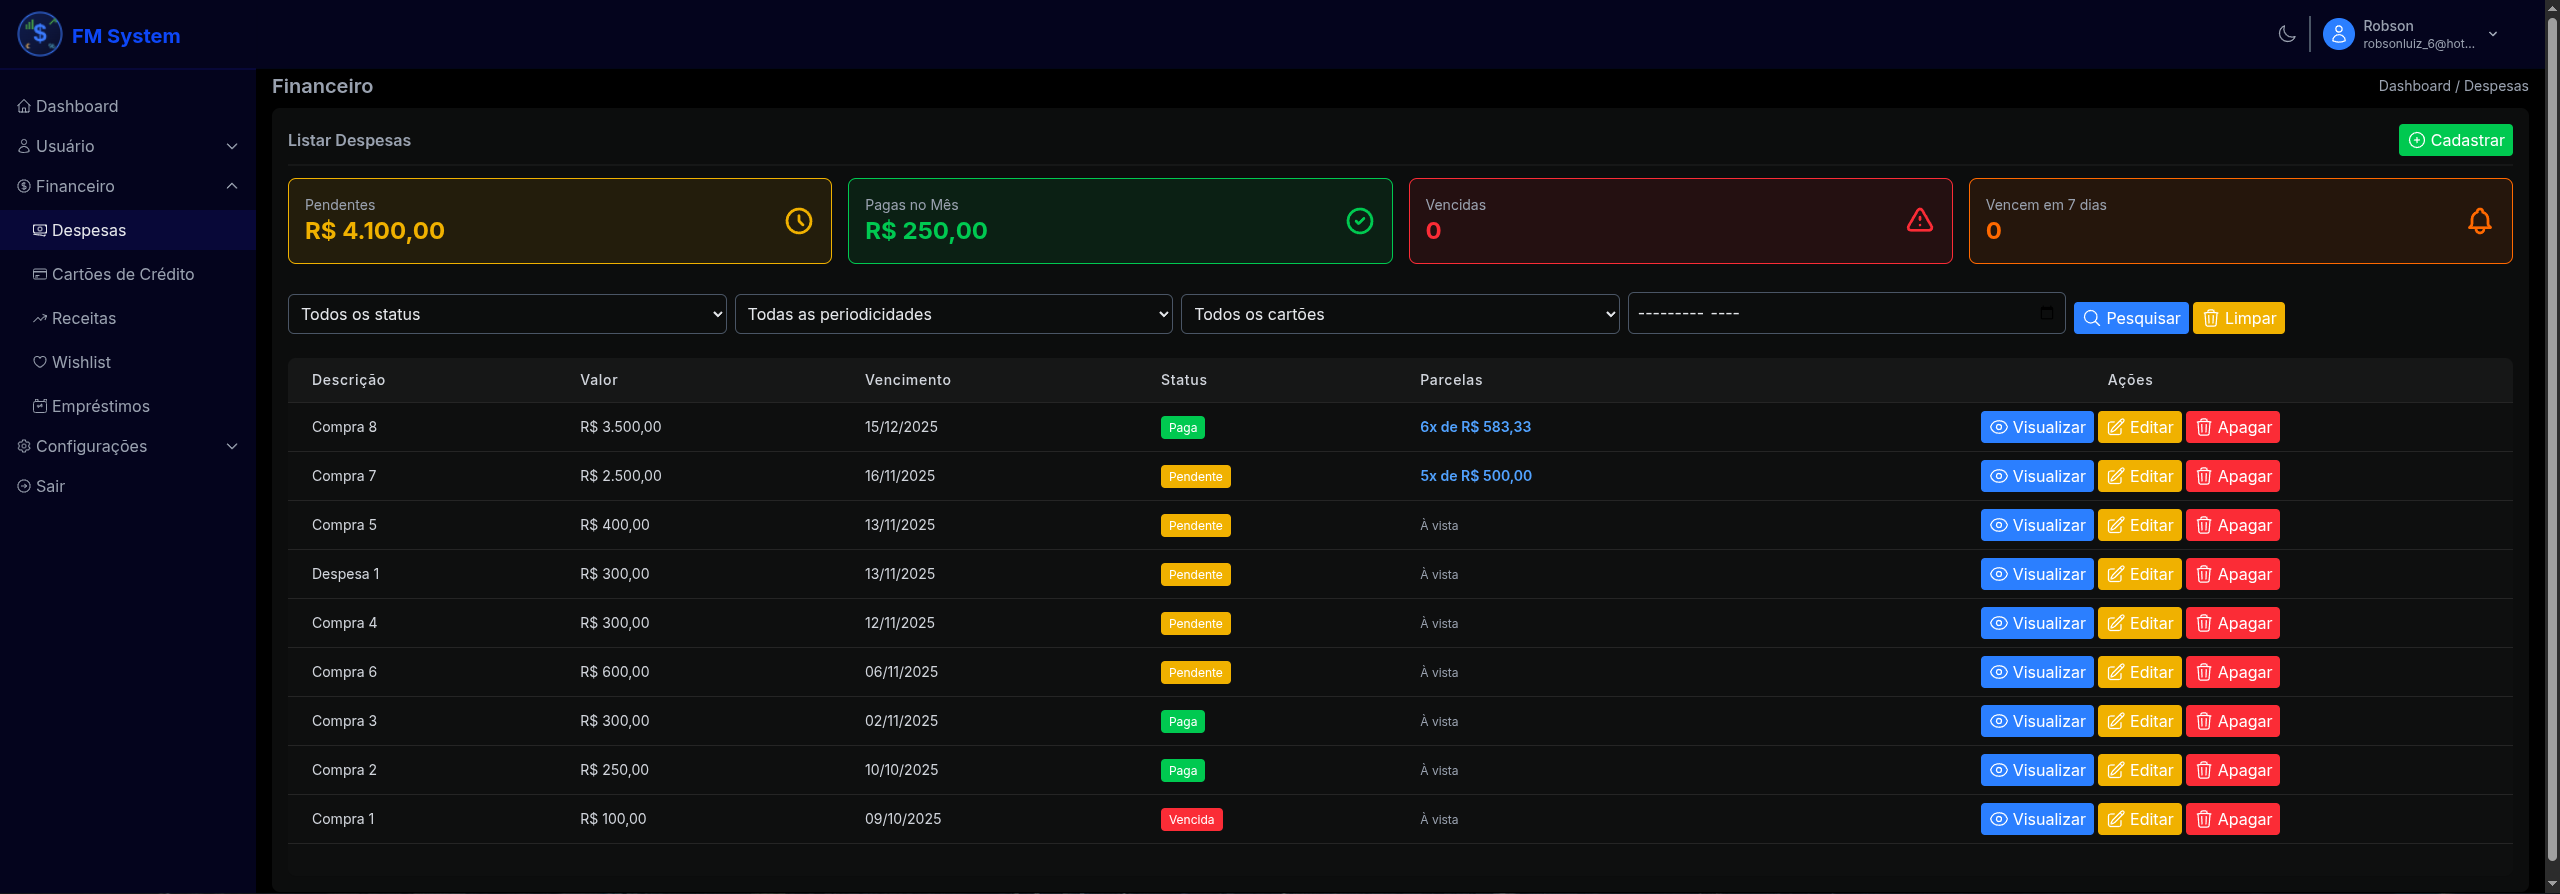 FM System
Robson
robsonluiz_6@hot...
Dashboard
Usuário
Financeiro
Despesas
Cartões de Crédito
Receitas
Wishlist
Empréstimos
Configurações
Sair
Financeiro
Dashboard / Despesas
Listar Despesas
Cadastrar
Pendentes
R$ 4.100,00
Pagas no Mês
R$ 250,00
Vencidas
0
Vencem em 7 dias
0
Todos os status
Todas as periodicidades
Todos os cartões
--------- ----
Pesquisar
Limpar
Descrição Valor Vencimento Status Parcelas Ações
Compra 8 R$ 3.500,00 15/12/2025 Paga 6x de R$ 583,33 Visualizar Editar Apagar
Compra 7 R$ 2.500,00 16/11/2025 Pendente 5x de R$ 500,00 Visualizar Editar Apagar
Compra 5 R$ 400,00 13/11/2025 Pendente À vista Visualizar Editar Apagar
Despesa 1 R$ 300,00 13/11/2025 Pendente À vista Visualizar Editar Apagar
Compra 4 R$ 300,00 12/11/2025 Pendente À vista Visualizar Editar Apagar
Compra 6 R$ 600,00 06/11/2025 Pendente À vista Visualizar Editar Apagar
Compra 3 R$ 300,00 02/11/2025 Paga À vista Visualizar Editar Apagar
Compra 2 R$ 250,00 10/10/2025 Paga À vista Visualizar Editar Apagar
Compra 1 R$ 100,00 09/10/2025 Vencida À vista Visualizar Editar Apagar